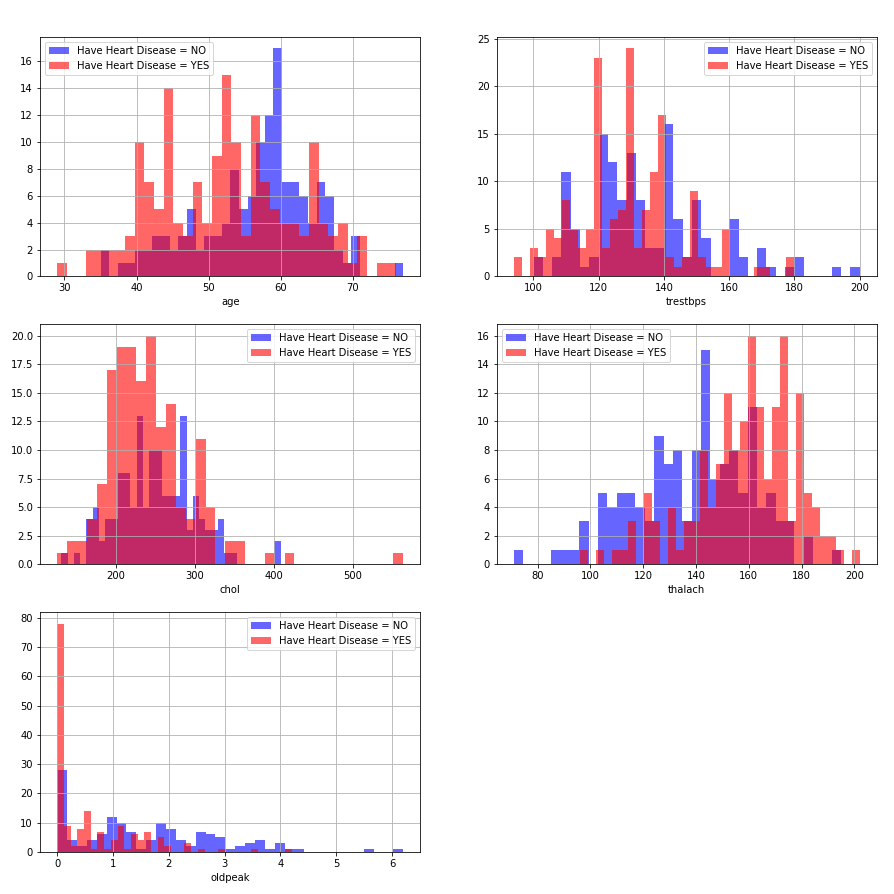 Have Heart Disease = NO
Have Heart Disease = YES
16
14
12
10
8
6
4
2
0
30 40 50 60 70
age
Have Heart Disease = NO
Have Heart Disease = YES
25
20
15
10
5
0
100 120 140 160 180 200
trestbps
Have Heart Disease = NO
Have Heart Disease = YES
20.0
17.5
15.0
12.5
10.0
7.5
5.0
2.5
0.0
200 300 400 500
chol
Have Heart Disease = NO
Have Heart Disease = YES
16
14
12
10
8
6
4
2
0
80 100 120 140 160 180 200
thalach
Have Heart Disease = NO
Have Heart Disease = YES
80
70
60
50
40
30
20
10
0
0 1 2 3 4 5 6
oldpeak